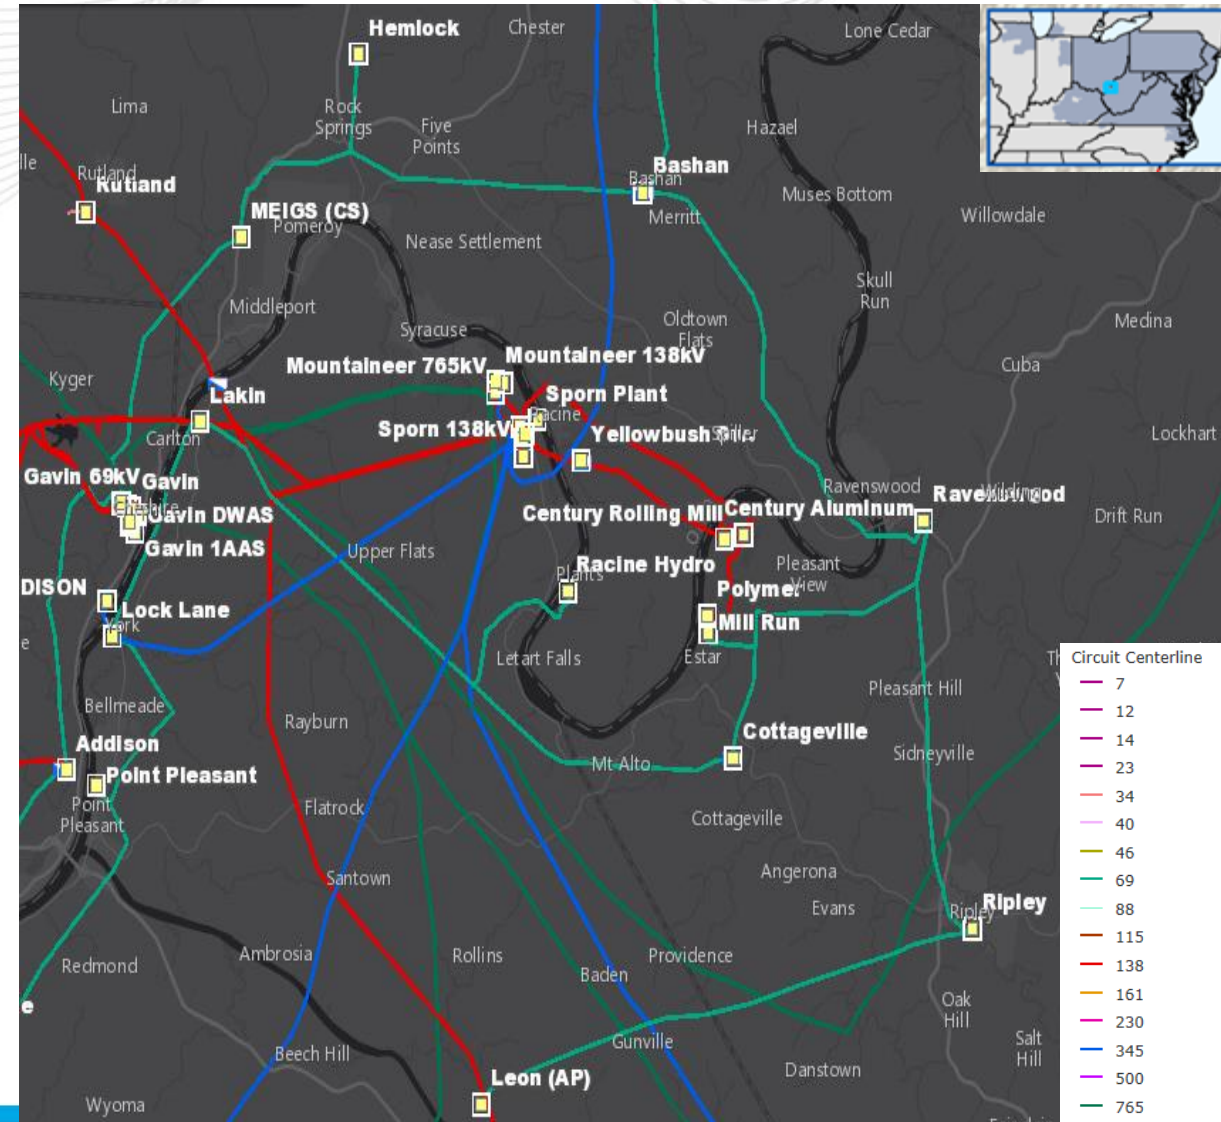 Hemlock
Chester
Lone Cedar
Lima
Rock
Springs
Five
Points
Hazael
Rutland
Rutland
Bashan
Bashan
Merritt
Muses Bottom
Willowdale
MEIGS (CS)
Pomeroy
Nease Settlement
Skull
Run
Middleport
Syracuse
Oldtown
Flats
Medina
Mountaineer 765kV
Mountaineer 138kV
Cuba
Kyger
Lakin
Sporn Plant
Racine
Carlton
Sporn 138kV
Yellowbush
Lockhart
Gavin 69kV
Gavin
Cheshire
Ravenswood
Ravenswood
Gavin DWAS
Century Rolling Mill
Century Aluminum
Drift Run
Gavin 1AAS
Upper Flats
Racine Hydro
Plants
Pleasant
View
DISON
Lock Lane
York
Polymer
Mill Run
Letart Falls
Estar
Bellmeade
Rayburn
Pleasant Hill
Addison
Point Pleasant
Point
Pleasant
Cottageville
Mt Alto
Sidneyville
Flatrock
Cottageville
Santown
Angerona
Evans
Ripley
Ripley
Redmond
Ambrosia
Rollins
Baden
Providence
e
Oak
Hill
Salt
Hill
Beech Hill
Gunville
Danstown
Leon (AP)
Wyoma
Circuit Centerline
7
12
14
23
34
40
46
69
88
115
138
161
230
345
500
765